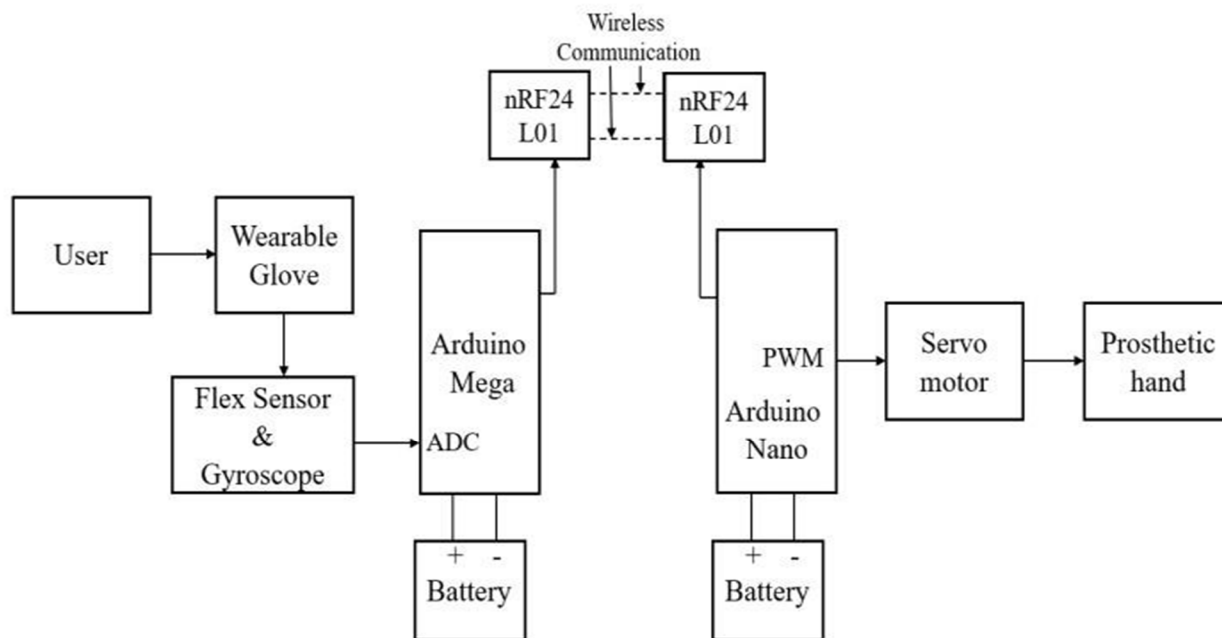 Wireless
Communication
nRF24
L01
nRF24
L01
User
Wearable
Glove
Flex Sensor
&
Gyroscope
Arduino
Mega
ADC
+ -
Battery
PWM
Arduino
Nano
+ -
Battery
Servo
motor
Prosthetic
hand